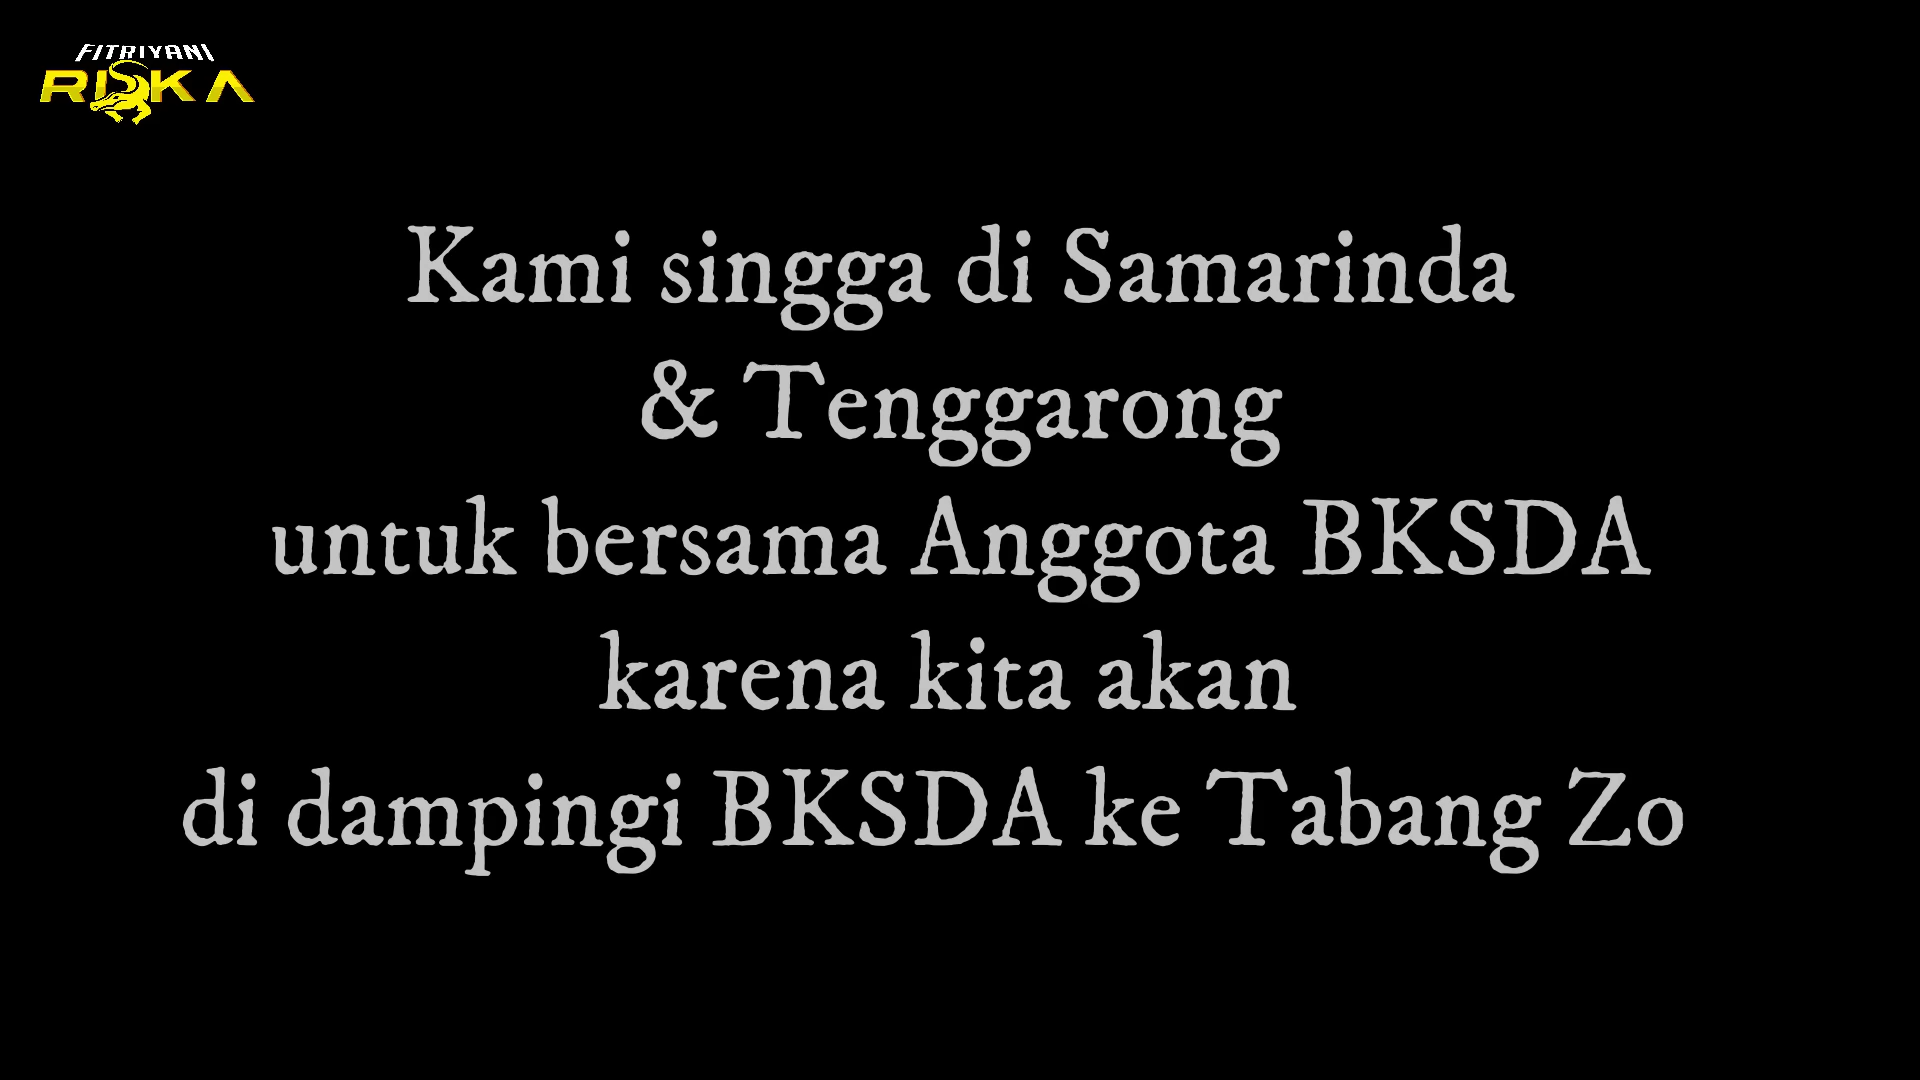 FITRIYANI
RISKA
Kami singga di Samarinda
& Tenggarong
untuk bersama Anggota BKSDA
karena kita akan
di dampingi BKSDA ke Tabang Zo